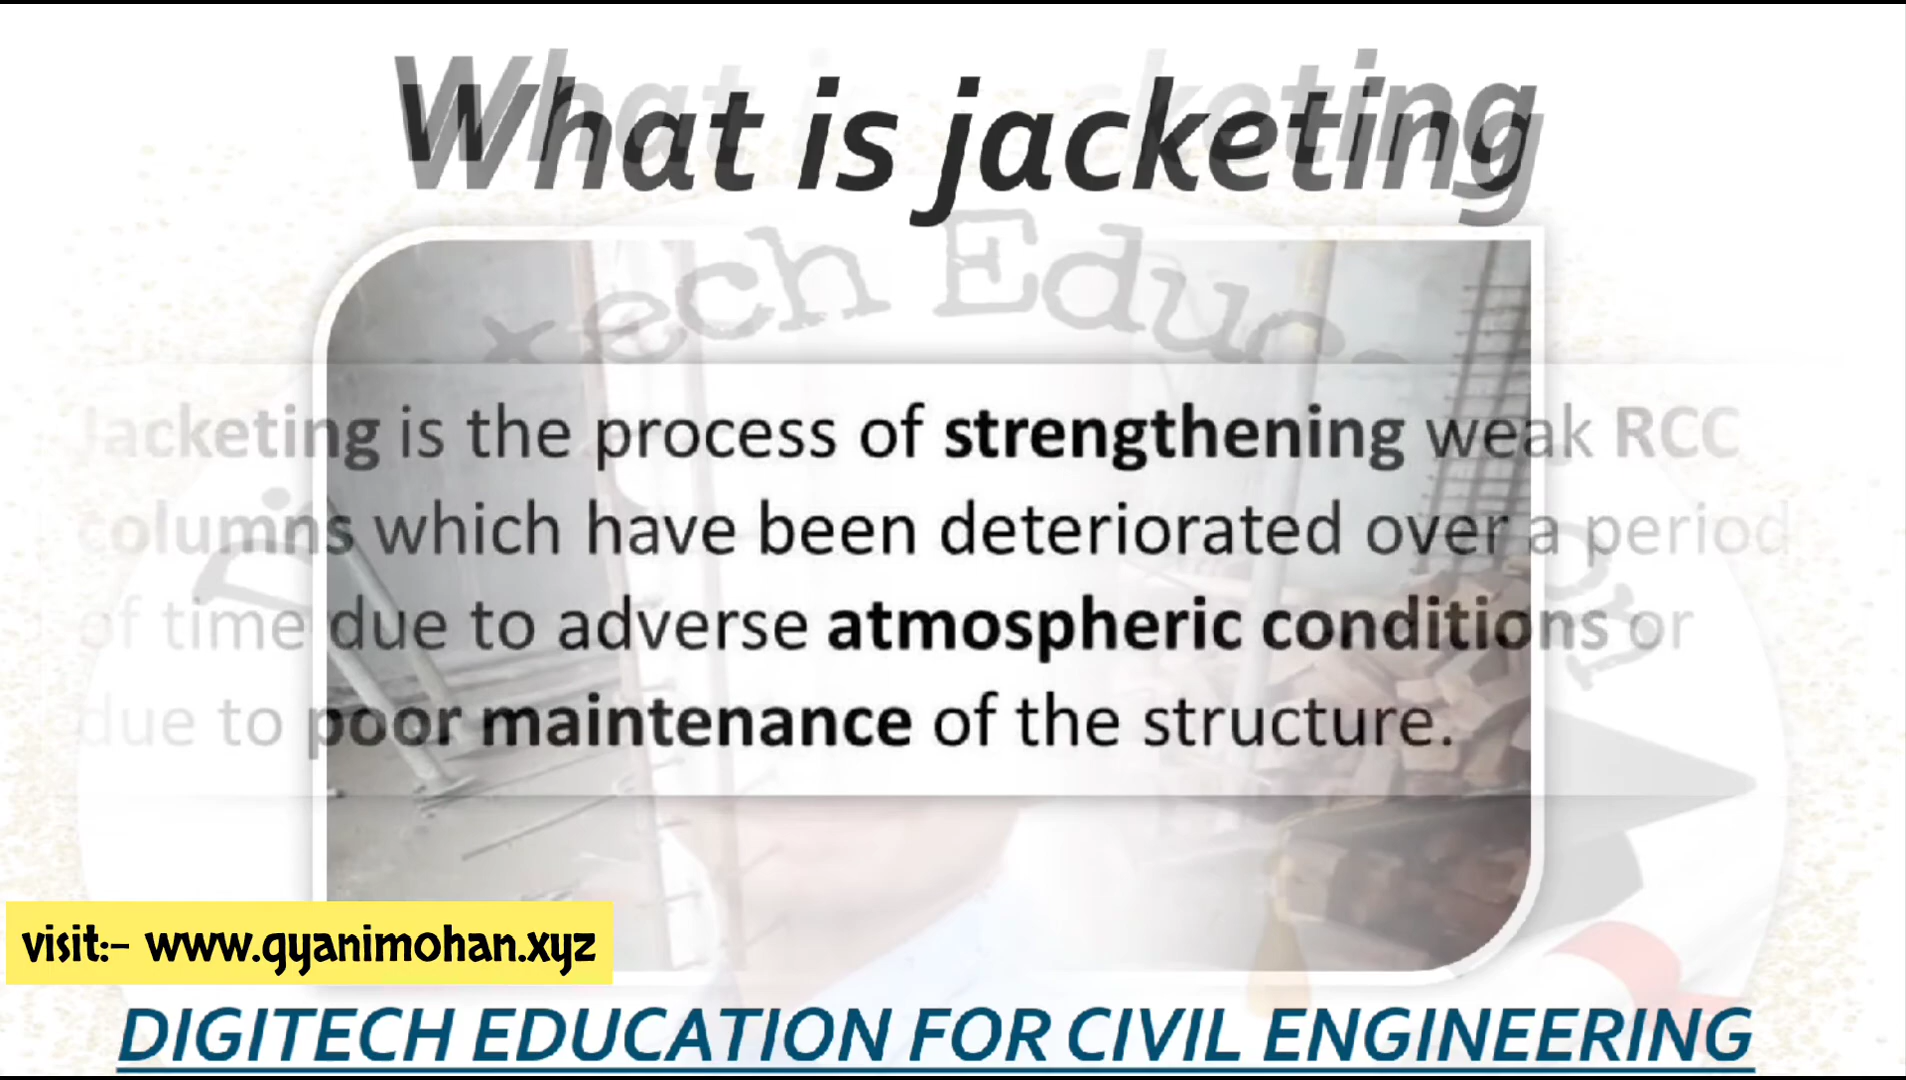 What is jacketing
Jacketing is the process of strengthening weak RCC
columns which have been deteriorated over a period
of time due to adverse atmospheric conditions or
due to poor maintenance of the structure.
visit:- www.gyanimohan.xyz
DIGITECH EDUCATION FOR CIVIL ENGINEERING